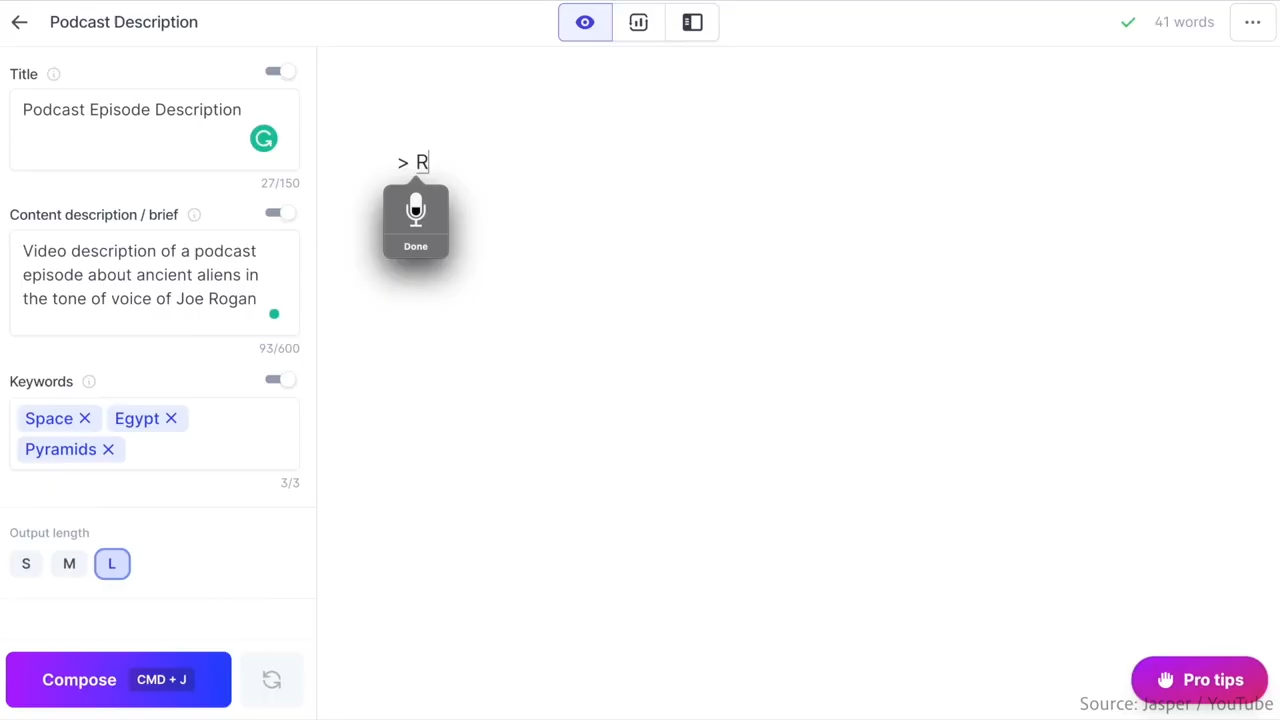 Podcast Description
41 words
Title
Podcast Episode Description
27/150
Content description / brief
Video description of a podcast
episode about ancient aliens in
the tone of voice of Joe Rogan
93/600
Keywords
Space
Egypt
Pyramids
3/3
Output length
S M L
Compose CMD + J
> R
Done
Pro tips
Source: Jasper / YouTube